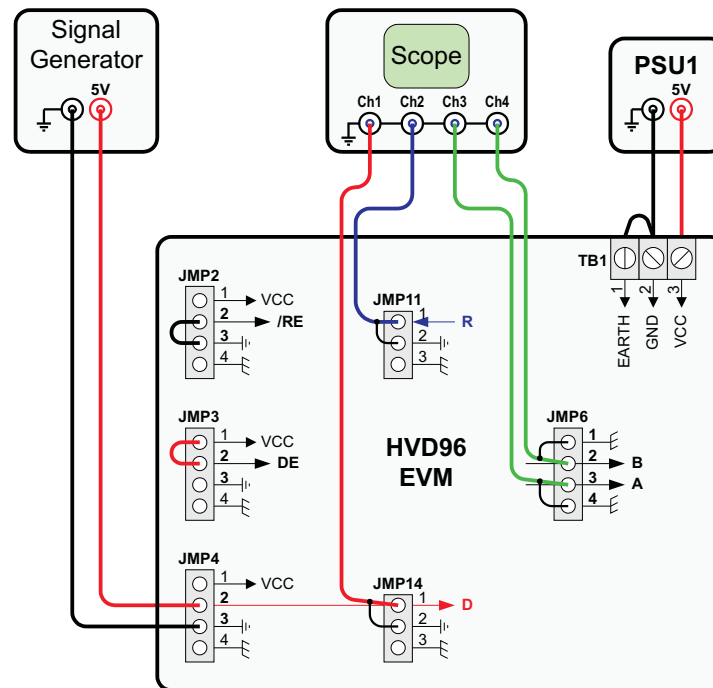 Signal
Generator
5V
Scope
Ch1 Ch2 Ch3 Ch4
PSU1
5V
TB1
1 2 3
EARTH GND VCC
JMP2
1 VCC
2 /RE
3
4
JMP11
1 R
2
3
JMP3
1 VCC
2 DE
3
4
HVD96
EVM
JMP6
1
2 B
3 A
4
JMP4
1 VCC
2
3
4
JMP14
1 D
2
3